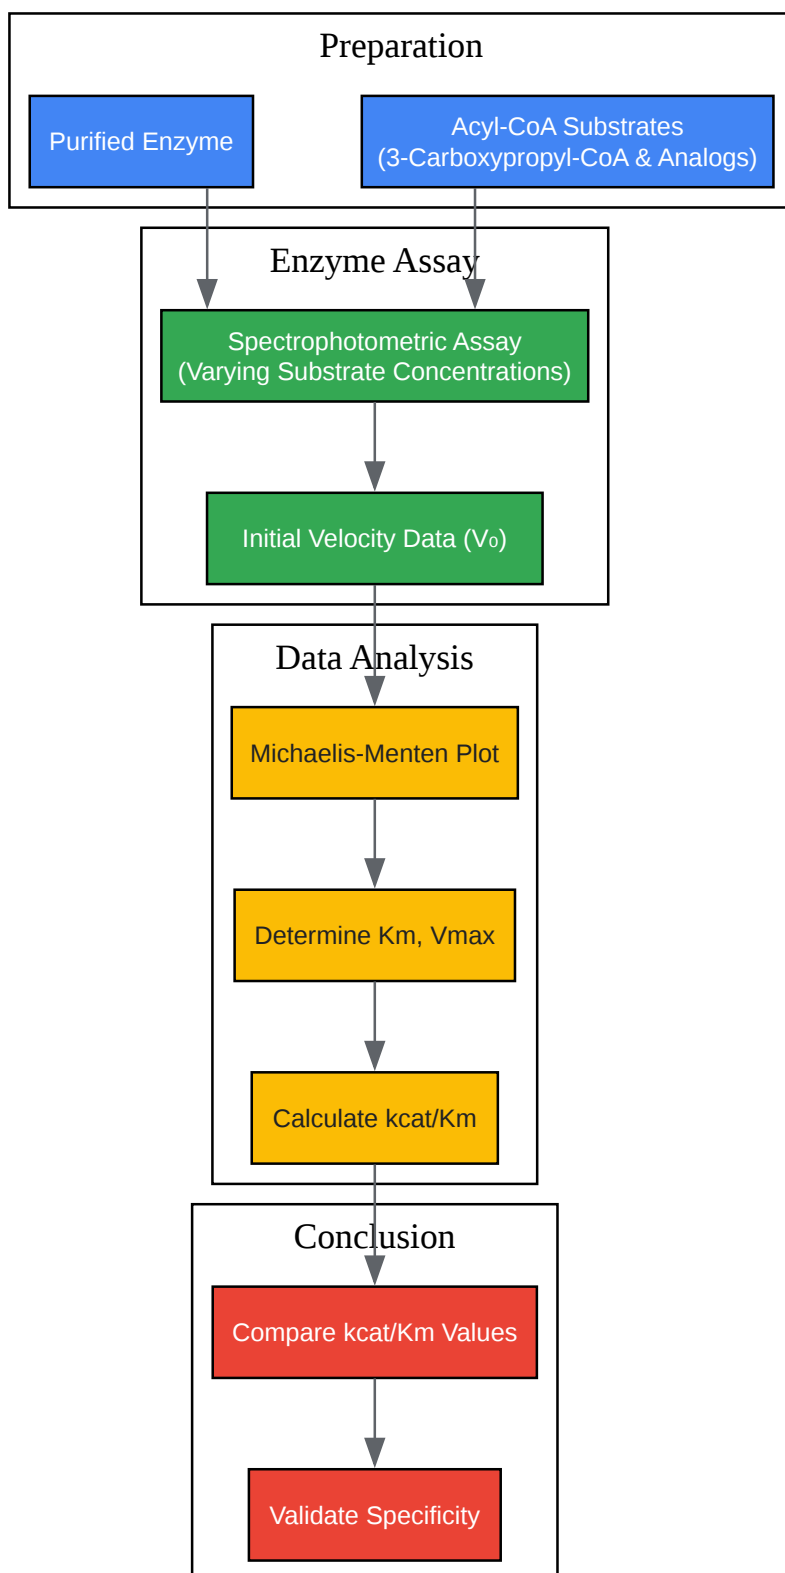 Preparation
Purified Enzyme
Acyl-CoA Substrates
(3-Carboxypropyl-CoA & Analogs)
Enzyme Assay
Spectrophotometric Assay
(Varying Substrate Concentrations)
Initial Velocity Data (V₀)
Data Analysis
Michaelis-Menten Plot
Determine Km, Vmax
Calculate kcat/Km
Conclusion
Compare kcat/Km Values
Validate Specificity